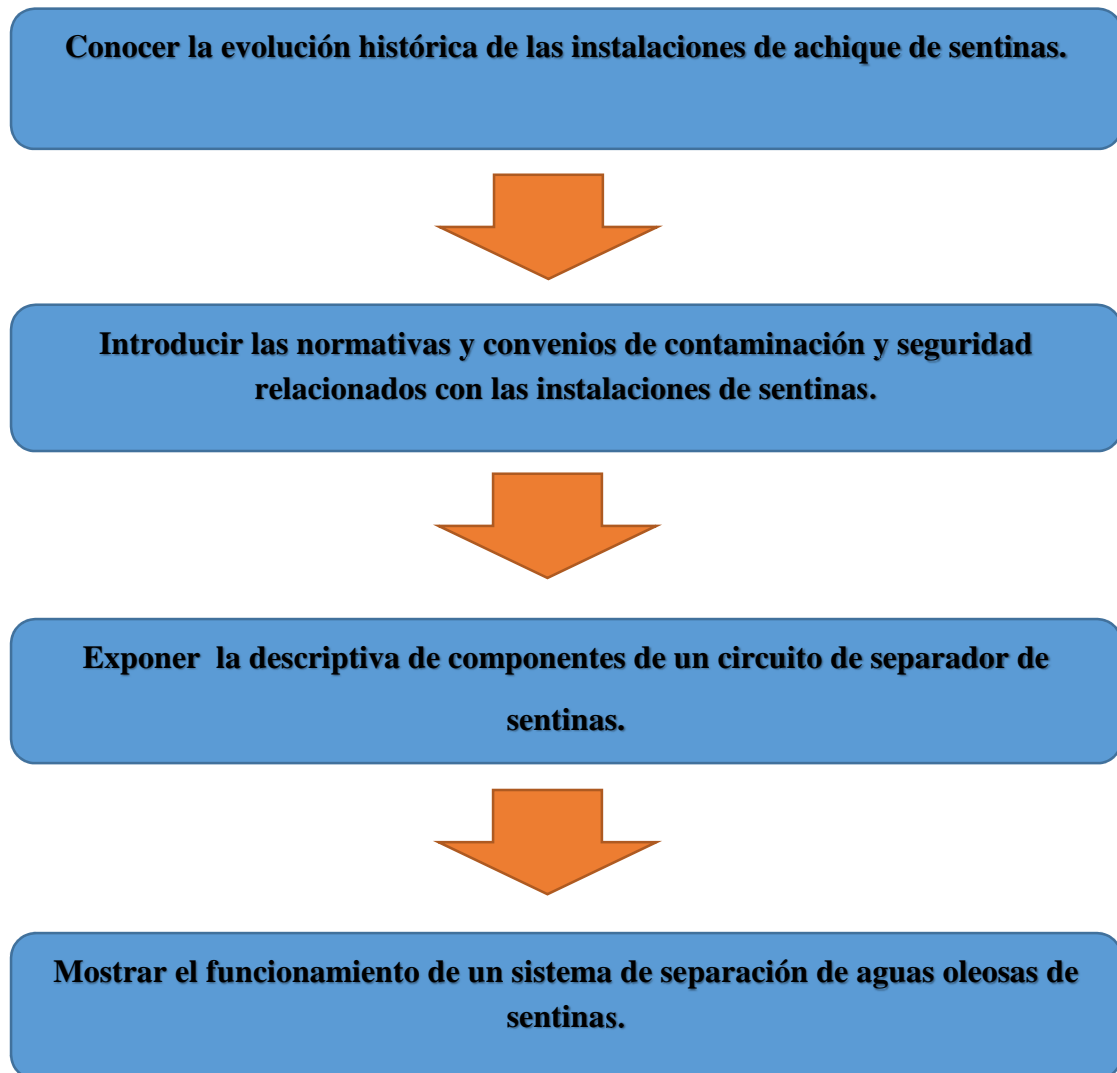 Conocer la evolución histórica de las instalaciones de achique de sentinas.
Introducir las normativas y convenios de contaminación y seguridad
relacionados con las instalaciones de sentinas.
Exponer  la descriptiva de componentes de un circuito de separador de
sentinas.
Mostrar el funcionamiento de un sistema de separación de aguas oleosas de
sentinas.